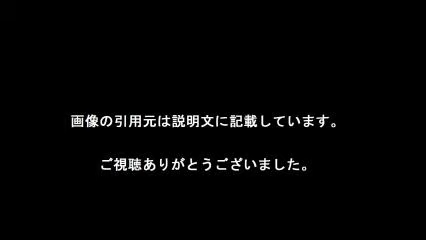 画像の引用元は説明文に記載しています。
ご視聴ありがとうございました。